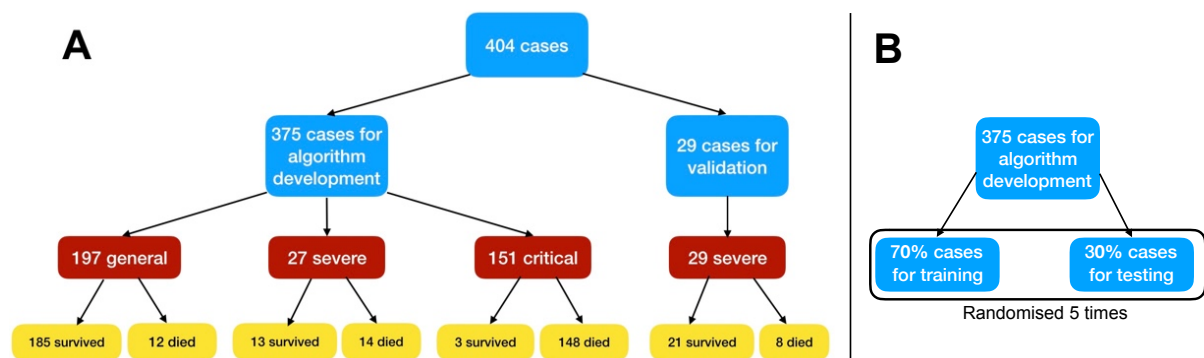 A
404 cases
375 cases for
algorithm
development
29 cases for
validation
197 general
27 severe
151 critical
29 severe
185 survived
12 died
13 survived
14 died
3 survived
148 died
21 survived
8 died
B
375 cases for
algorithm
development
70% cases
for training
30% cases
for testing
Randomised 5 times